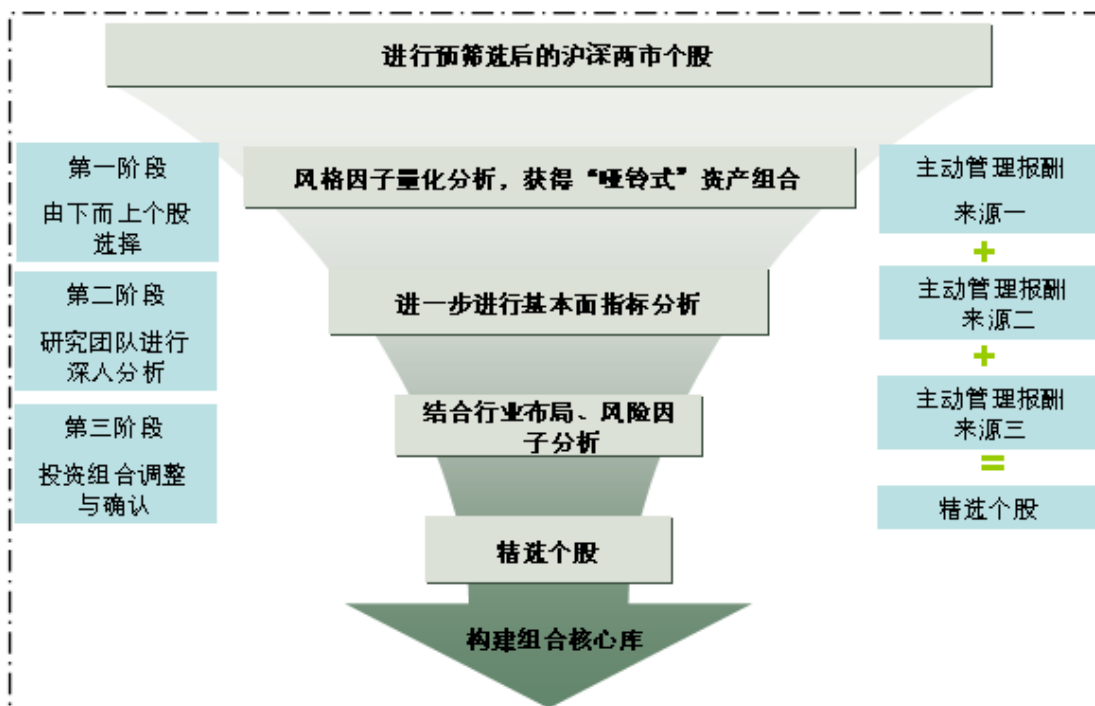 进行预筛选后的沪深两市个股
第一阶段
由下而上个股
选择
风格因子量化分析，获得“哑铃式”资产组合
主动管理报酬
来源一
+
第二阶段
研究团队进行
深入分析
进一步进行基本面指标分析
主动管理报酬
来源二
+
第三阶段
投资组合调整
与确认
结合行业布局、风险因
子分析
主动管理报酬
来源三
=
精选个股
精选个股
构建组合核心库